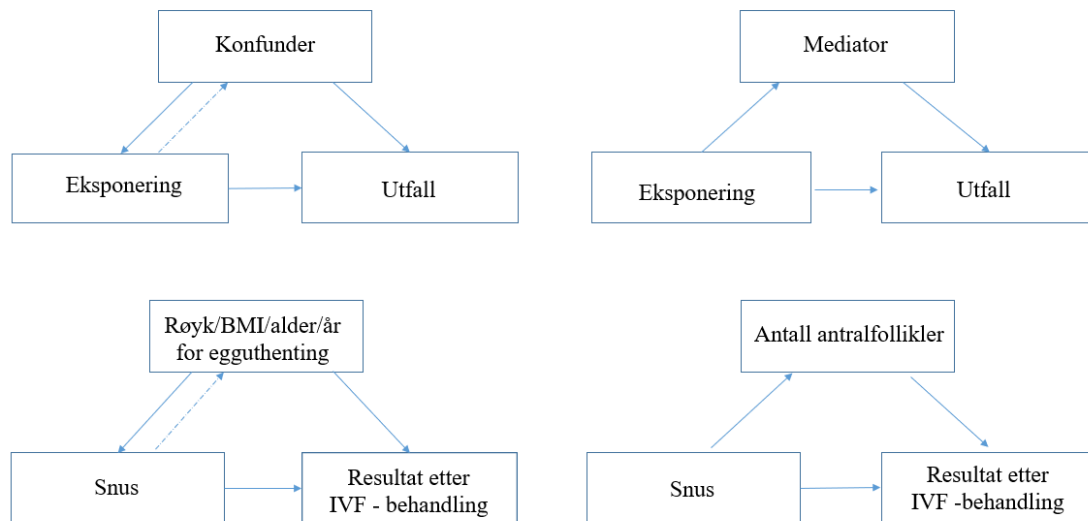 Konfunder
Eksponering
Utfall
Mediator
Eksponering
Utfall
Røyk/BMI/alder/år
for egguthenting
Snus
Resultat etter
IVF - behandling
Antall antralfollikler
Snus
Resultat etter
IVF -behandling